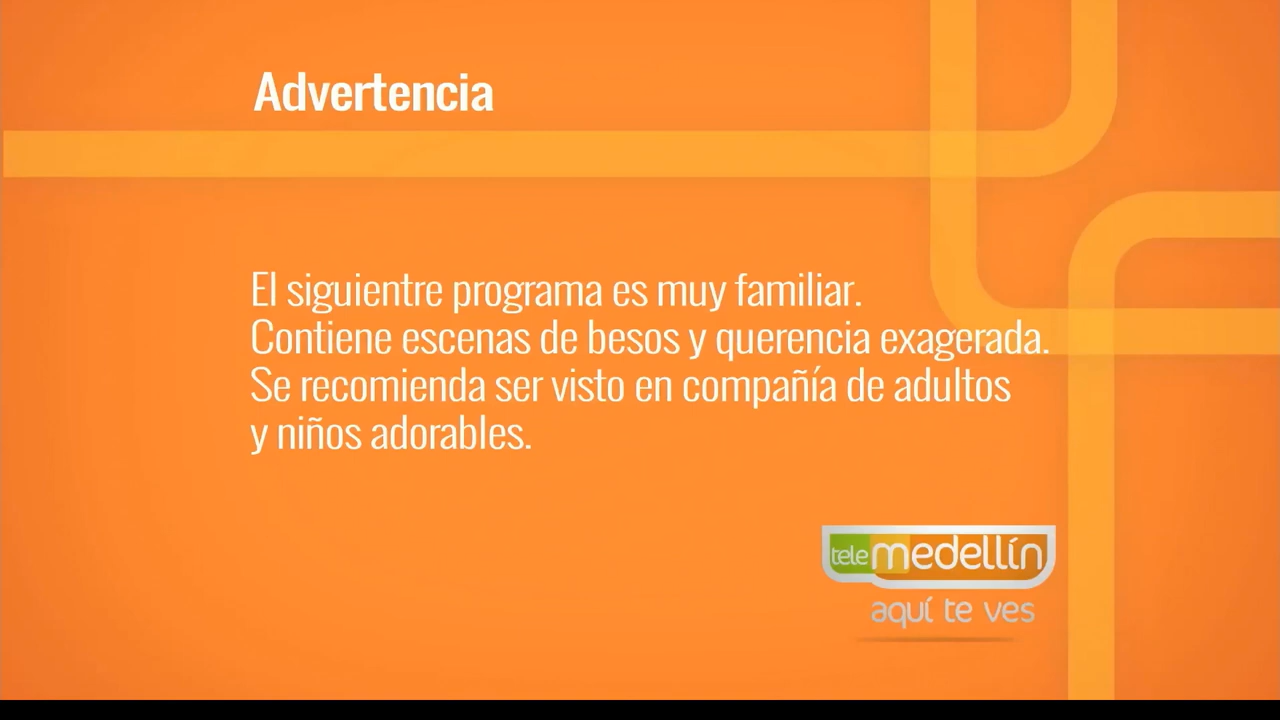 Advertencia
El siguientre programa es muy familiar.
Contiene escenas de besos y querencia exagerada.
Se recomienda ser visto en compañía de adultos
y niños adorables.
tele medellín
aquí te ves